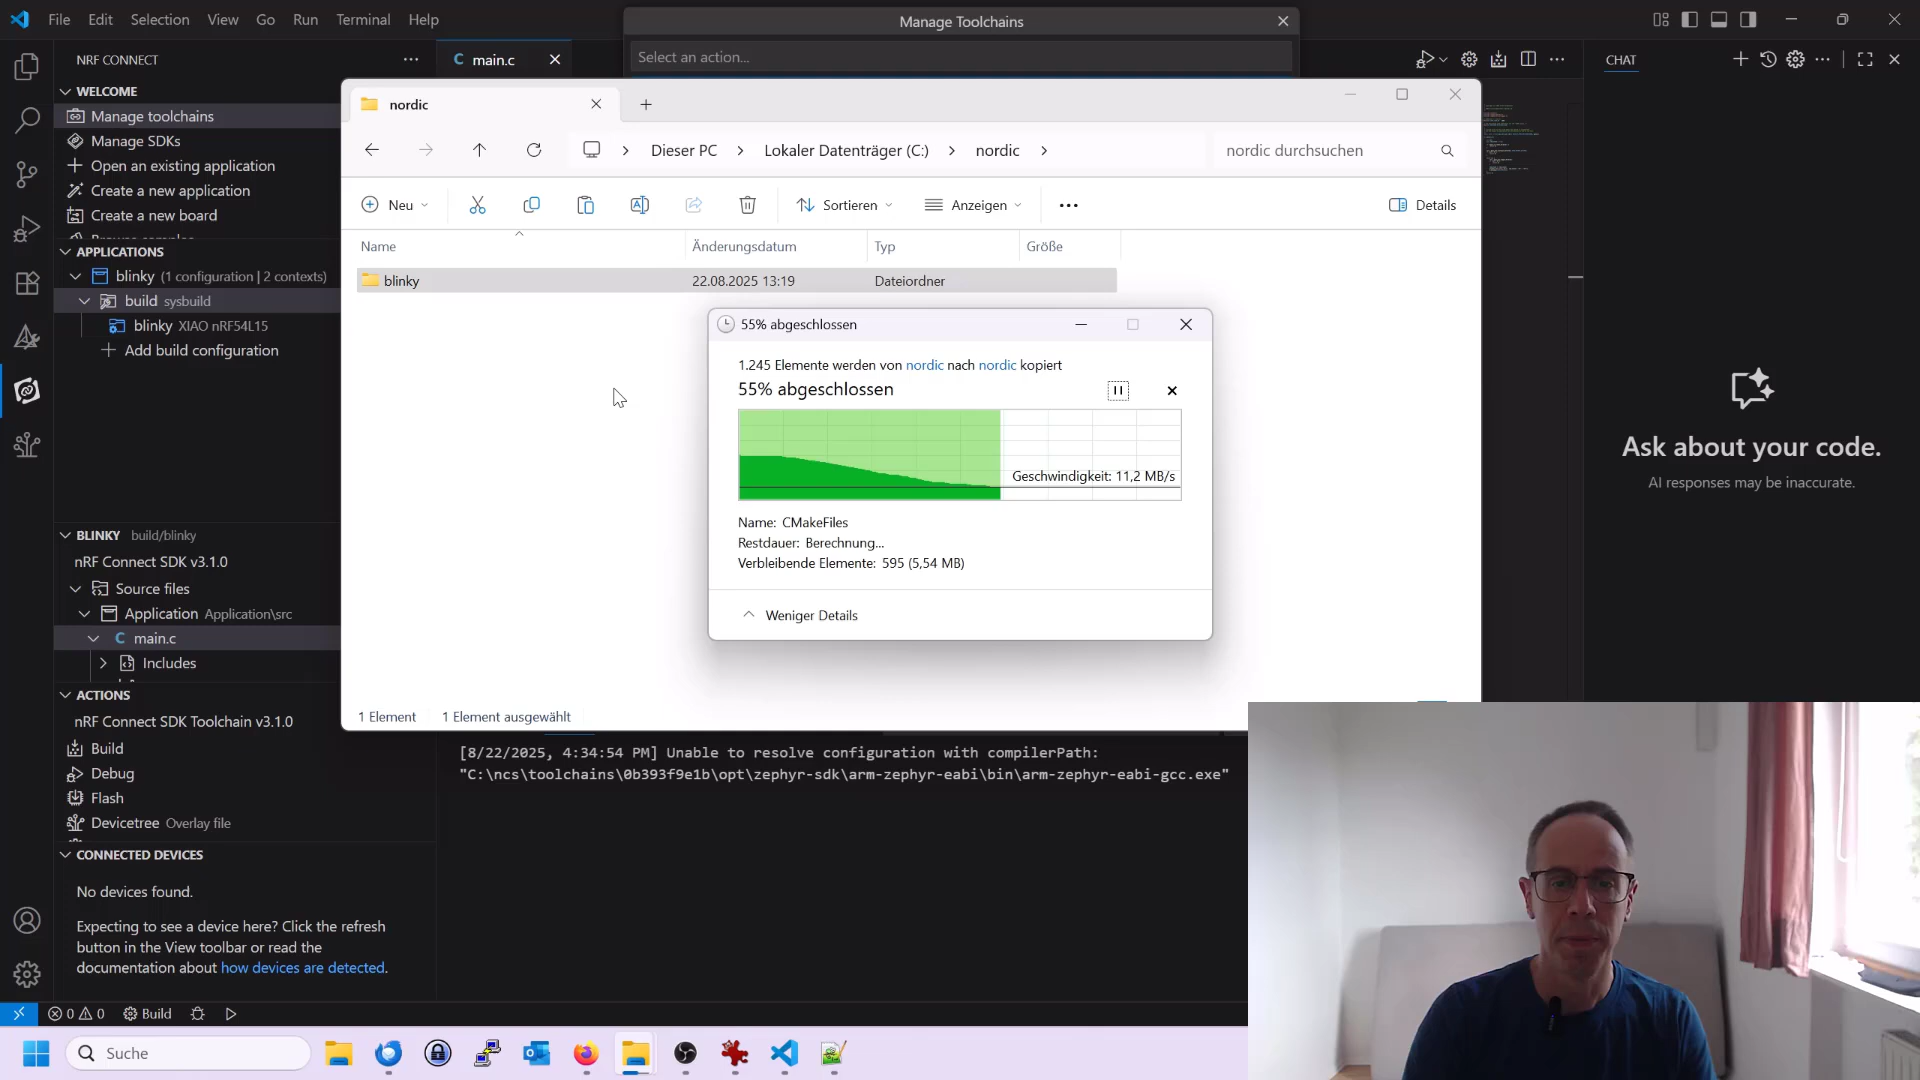 File Edit Selection View Go Run Terminal Help
Manage Toolchains
Select an action...
NRF CONNECT
C main.c
CHAT
WELCOME
Manage toolchains
Manage SDKs
Open an existing application
Create a new application
Create a new board
APPLICATIONS
blinky (1 configuration | 2 contexts)
build sysbuild
blinky XIAO nRF54L15
Add build configuration
nordic
Dieser PC > Lokaler Datenträger (C:) > nordic >
nordic durchsuchen
Neu
Sortieren
Anzeigen
Details
Name Änderungsdatum Typ Größe
blinky 22.08.2025 13:19 Dateiordner
55% abgeschlossen
1.245 Elemente werden von nordic nach nordic kopiert
55% abgeschlossen
Geschwindigkeit: 11,2 MB/s
Name: CMakeFiles
Restdauer: Berechnung...
Verbleibende Elemente: 595 (5,54 MB)
Weniger Details
1 Element 1 Element ausgewählt
Ask about your code.
AI responses may be inaccurate.
BLINKY build/blinky
nRF Connect SDK v3.1.0
Source files
Application Application\src
C main.c
Includes
ACTIONS
nRF Connect SDK Toolchain v3.1.0
Build
Debug
Flash
Devicetree Overlay file
CONNECTED DEVICES
No devices found.
Expecting to see a device here? Click the refresh
button in the View toolbar or read the
documentation about how devices are detected.
[8/22/2025, 4:34:54 PM] Unable to resolve configuration with compilerPath:
"C:\ncs\toolchains\0b393f9e1b\opt\zephyr-sdk\arm-zephyr-eabi\bin\arm-zephyr-eabi-gcc.exe"
0 0 Build
Suche